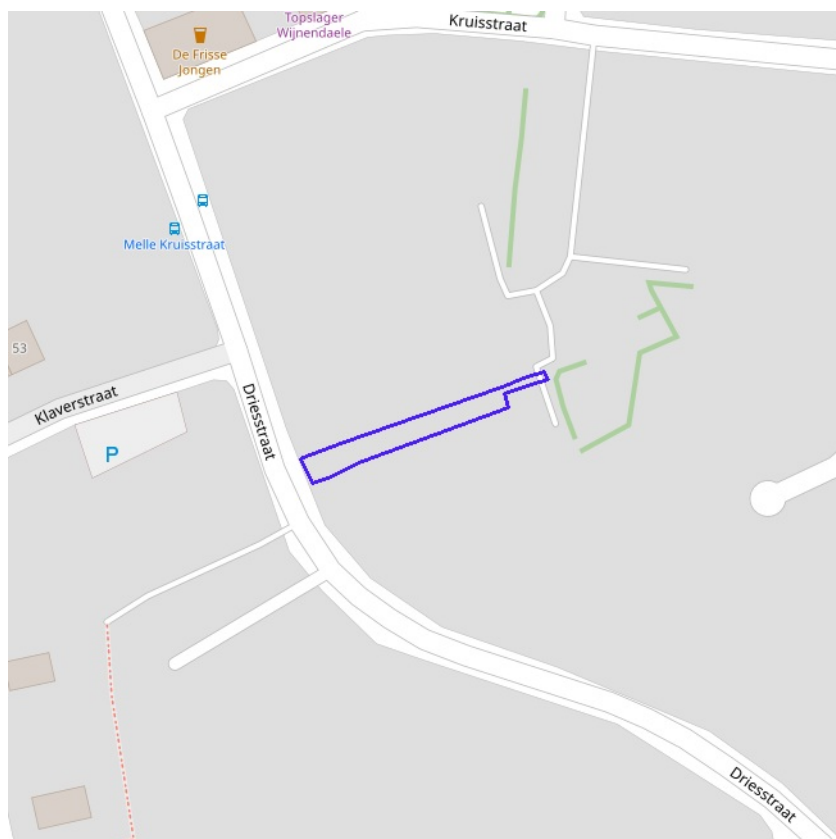 Kruisstraat
Topslager
Wijnendaele
De Frisse
Jongen
Melle Kruisstraat
53
Klaverstraat
Driesstraat
P
Driesstraat